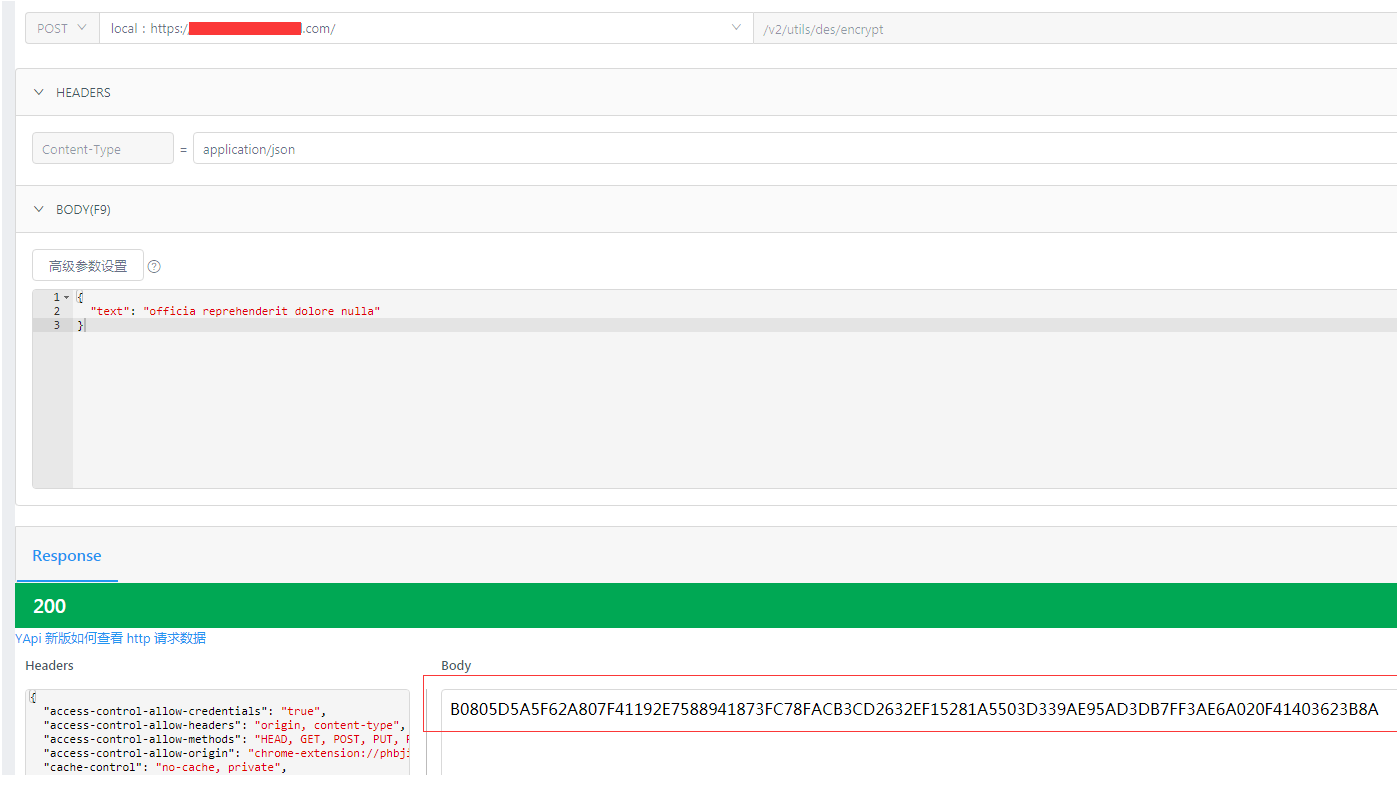 POST local : https:/ .com/ /v2/utils/des/encrypt
HEADERS
Content-Type = application/json
BODY(F9)
高级参数设置
1 {
2 "text": "officia reprehenderit dolore nulla"
3 }
Response
200
YApi 新版如何查看 http 请求数据
Headers Body
{
"access-control-allow-credentials": "true",
"access-control-allow-headers": "origin, content-type",
"access-control-allow-methods": "HEAD, GET, POST, PUT,
"access-control-allow-origin": "chrome-extension://phbji
"cache-control": "no-cache, private",
B0805D5A5F62A807F41192E7588941873FC78FACB3CD2632EF15281A5503D339AE95AD3DB7FF3AE6A020F41403623B8A